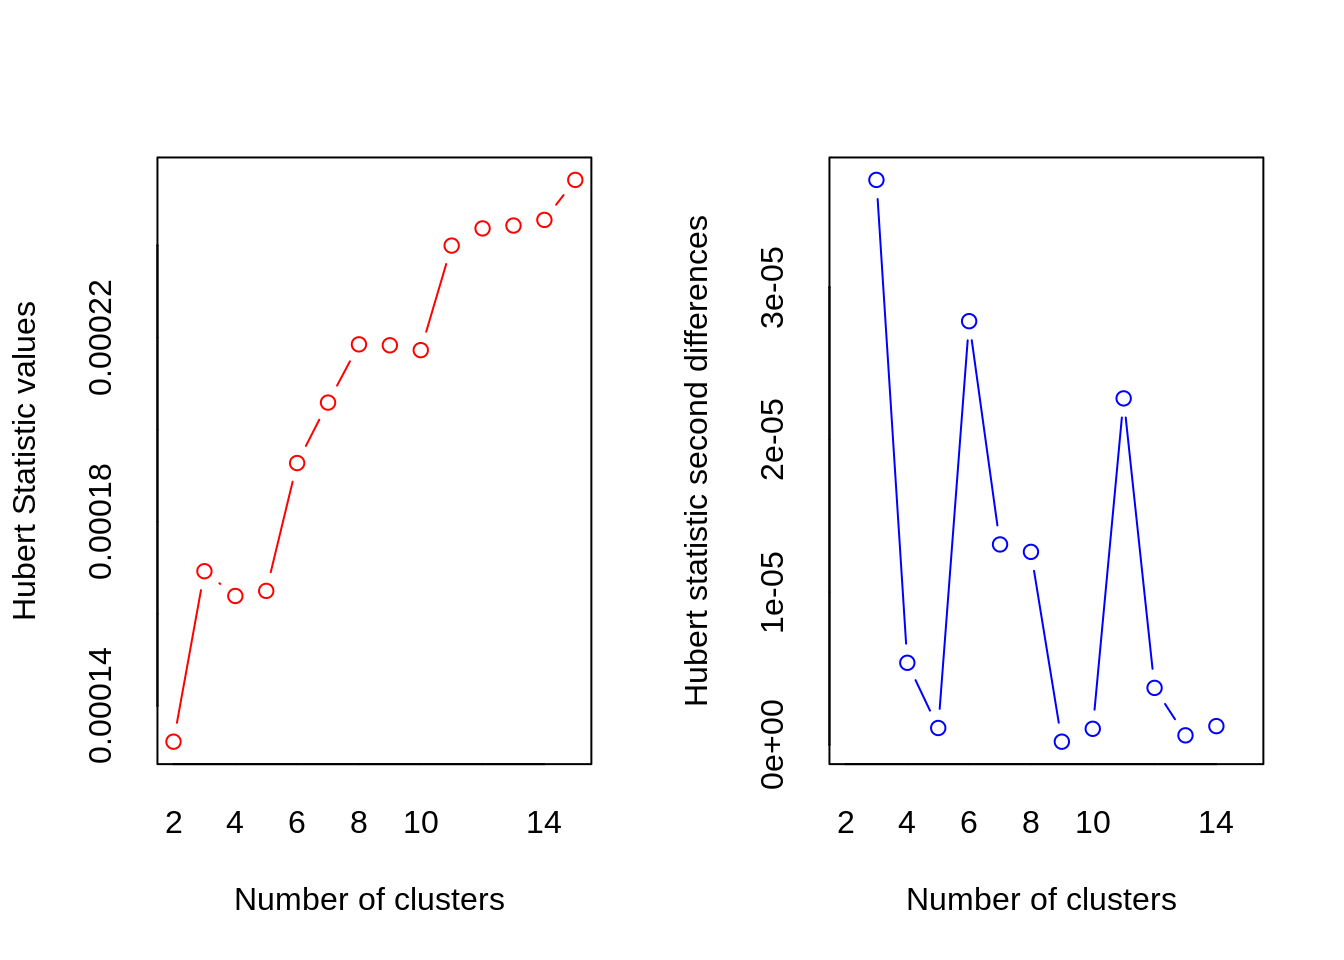 Hubert Statistic values
0.00014 0.00018 0.00022
2 4 6 8 10 14
Number of clusters
Hubert statistic second differences
0e+00 1e-05 2e-05 3e-05
2 4 6 8 10 14
Number of clusters